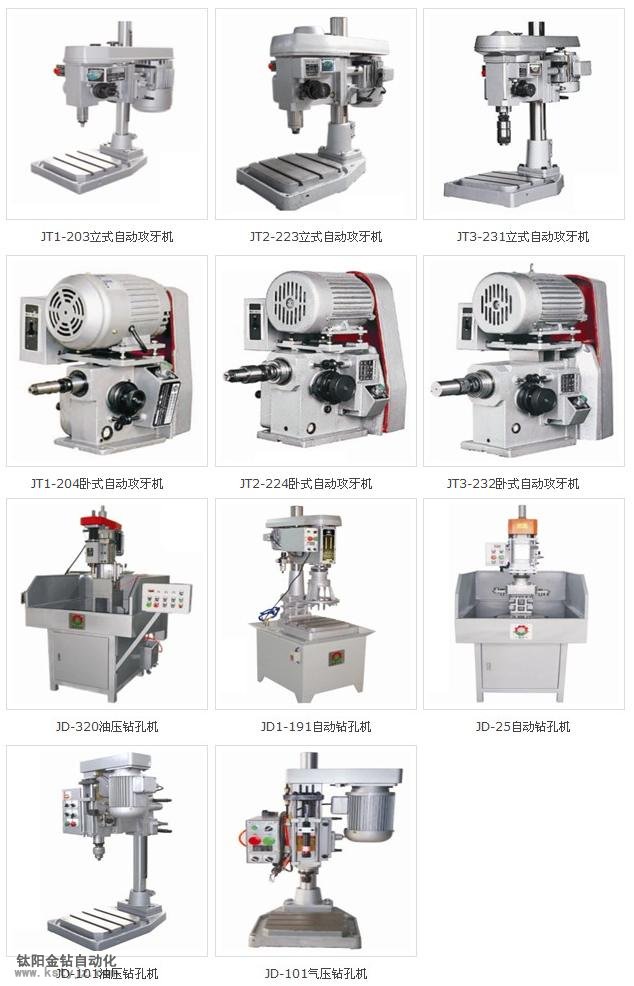 JT1-203立式自动攻牙机
JT2-223立式自动攻牙机
JT3-231立式自动攻牙机
JT1-204卧式自动攻牙机
JT2-224卧式自动攻牙机
JT3-232卧式自动攻牙机
JD-320油压钻孔机
JD1-191自动钻孔机
JD-25自动钻孔机
钛阳金钻自动化
JD-101油压钻孔机
JD-101气压钻孔机